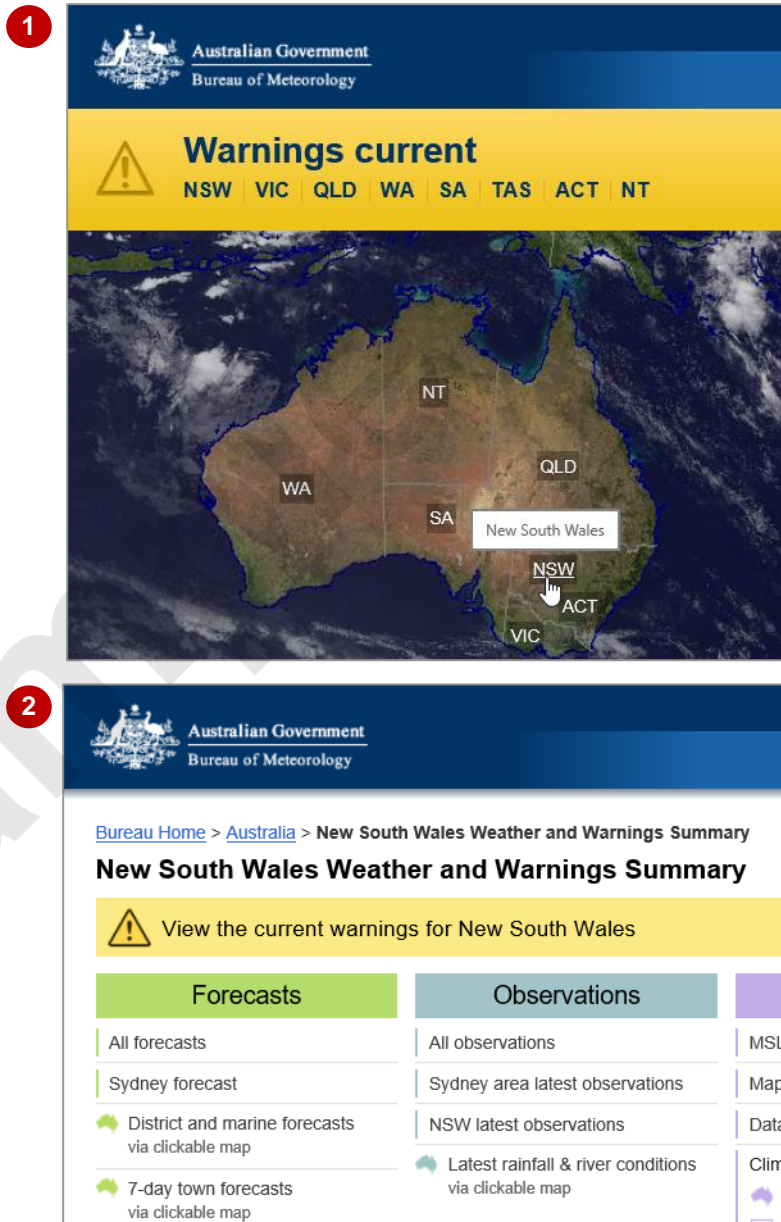 1
Australian Government
Bureau of Meteorology
Warnings current
NSW VIC QLD WA SA TAS ACT NT
NT
QLD
WA
SA
New South Wales
NSW
ACT
VIC
2
Australian Government
Bureau of Meteorology
Bureau Home > Australia > New South Wales Weather and Warnings Summary
New South Wales Weather and Warnings Summary
View the current warnings for New South Wales
Forecasts
All forecasts
Sydney forecast
District and marine forecasts
via clickable map
7-day town forecasts
via clickable map
Observations
All observations
Sydney area latest observations
NSW latest observations
Latest rainfall & river conditions
via clickable map